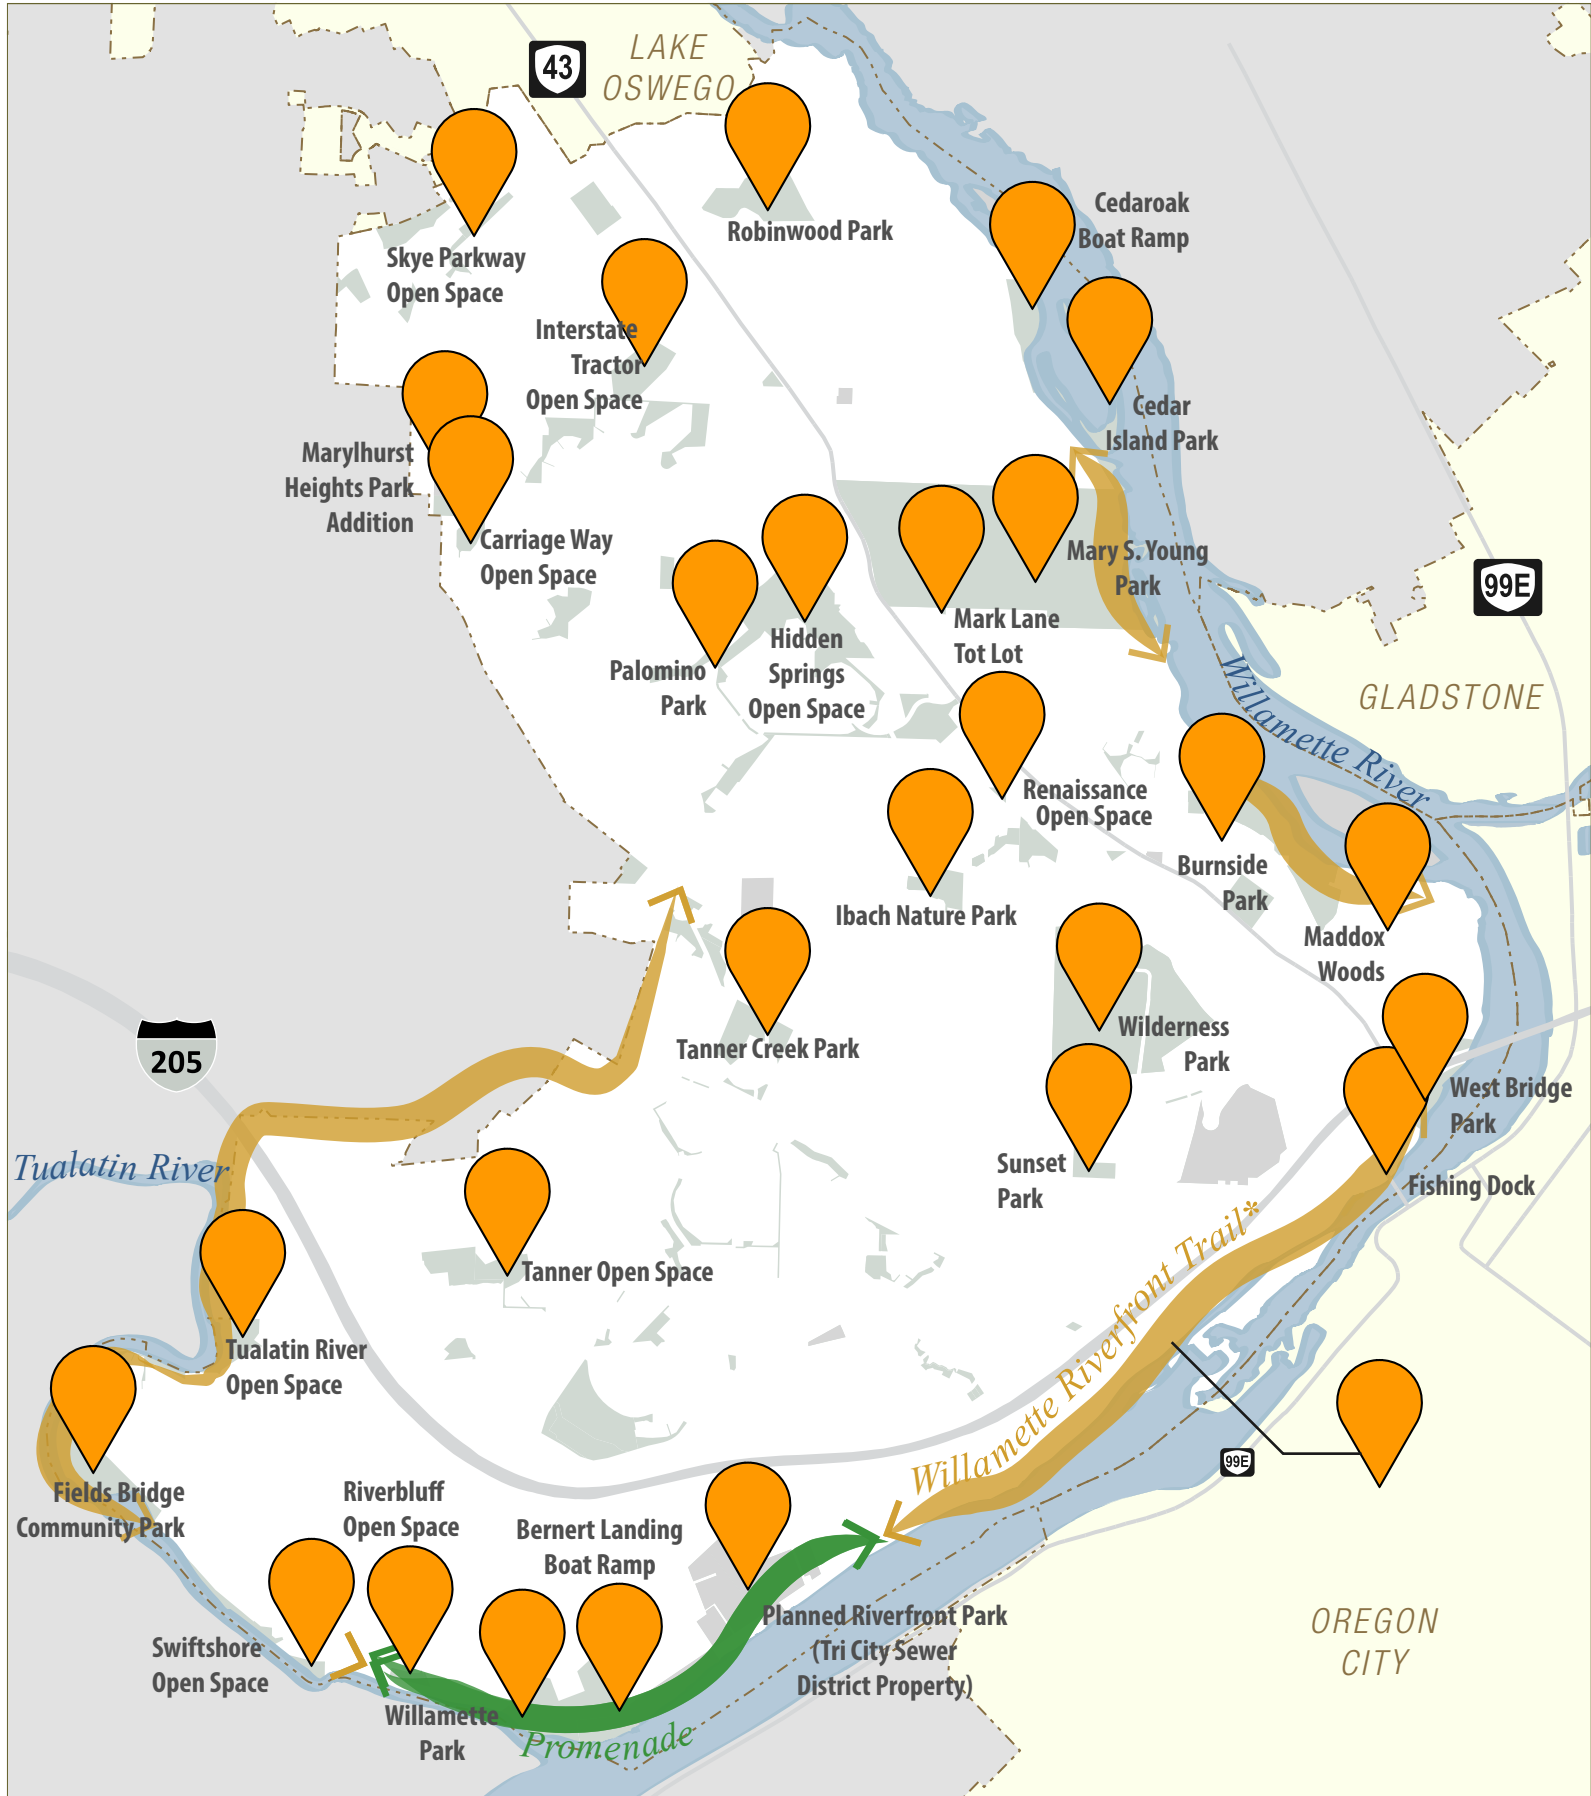 LAKE
OSWEGO
43
Cedaroak
Boat Ramp
Robinwood Park
Skye Parkway
Open Space
Interstate
Tractor
Open Space
Cedar
Island Park
Marylhurst
Heights Park
Addition
Carriage Way
Open Space
Mary S. Young
Park
99E
Mark Lane
Tot Lot
Hidden
Springs
Open Space
Palomino
Park
GLADSTONE
Willamette River
Renaissance
Open Space
Burnside
Park
Ibach Nature Park
Maddox
Woods
Wilderness
Park
Tanner Creek Park
205
West Bridge
Park
Sunset
Park
Fishing Dock
Tualatin River
Tanner Open Space
Willamette Riverfront Trail*
Tualatin River
Open Space
99E
Fields Bridge
Community Park
Riverbluff
Open Space
Bernert Landing
Boat Ramp
Planned Riverfront Park
(Tri City Sewer
District Property)
OREGON
CITY
Swiftshore
Open Space
Willamette
Park
Promenade